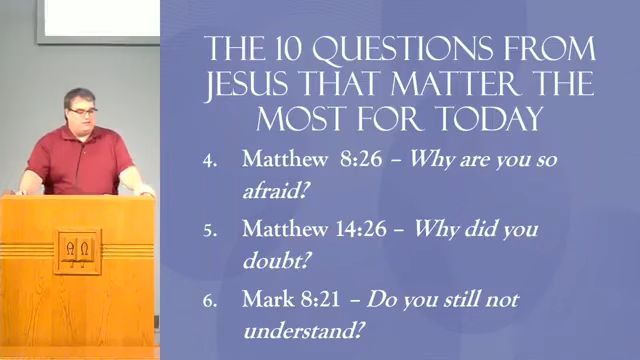 THE 10 QUESTIONS FROM
JESUS THAT MATTER THE
MOST FOR TODAY
4. Matthew 8:26 – Why are you so
afraid?
5. Matthew 14:26 – Why did you
doubt?
6. Mark 8:21 – Do you still not
understand?
Α Ω